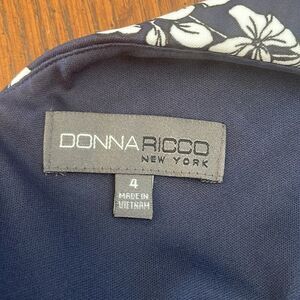 DONNA RICCO
NEW YORK
4
MADE IN
VIETNAM